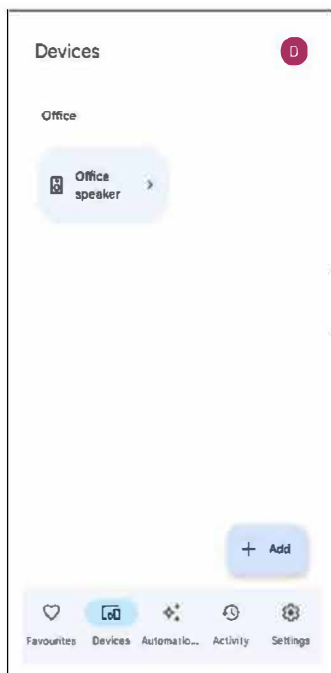 Devices
D
Office
Office
speaker
+ Add
Favourites Devices Automatio... Activity Settings